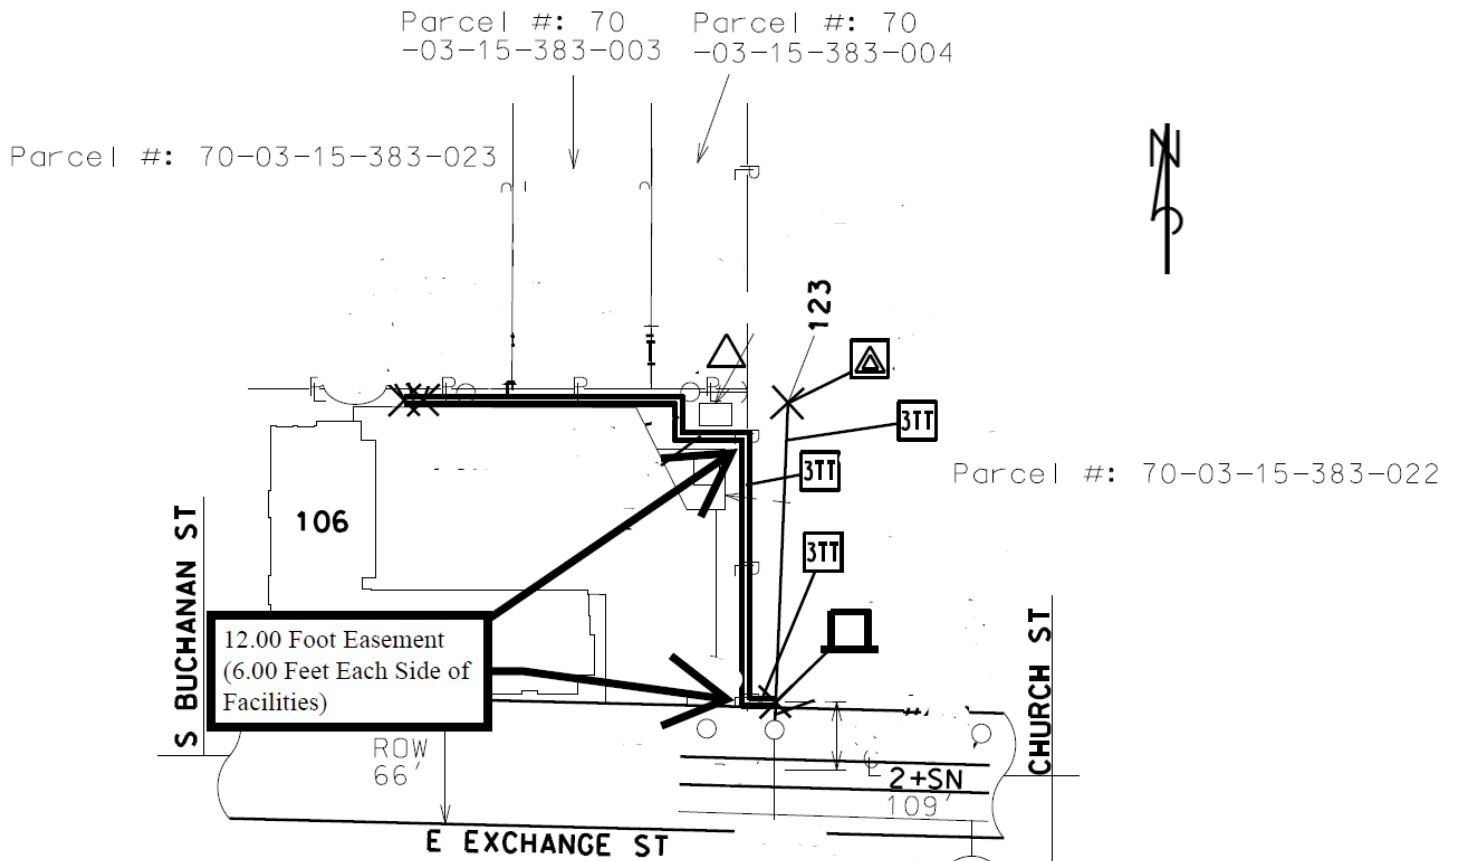 Parcel #: 70
-03-15-383-003
Parcel #: 70
-03-15-383-004
Parcel #: 70-03-15-383-023
N
PL
123
PL
P
P
P
3TT
3TT
Parcel #: 70-03-15-383-022
106
3TT
S BUCHANAN ST
12.00 Foot Easement
(6.00 Feet Each Side of
Facilities)
CHURCH ST
ROW
66'
2+SN
109'
E EXCHANGE ST